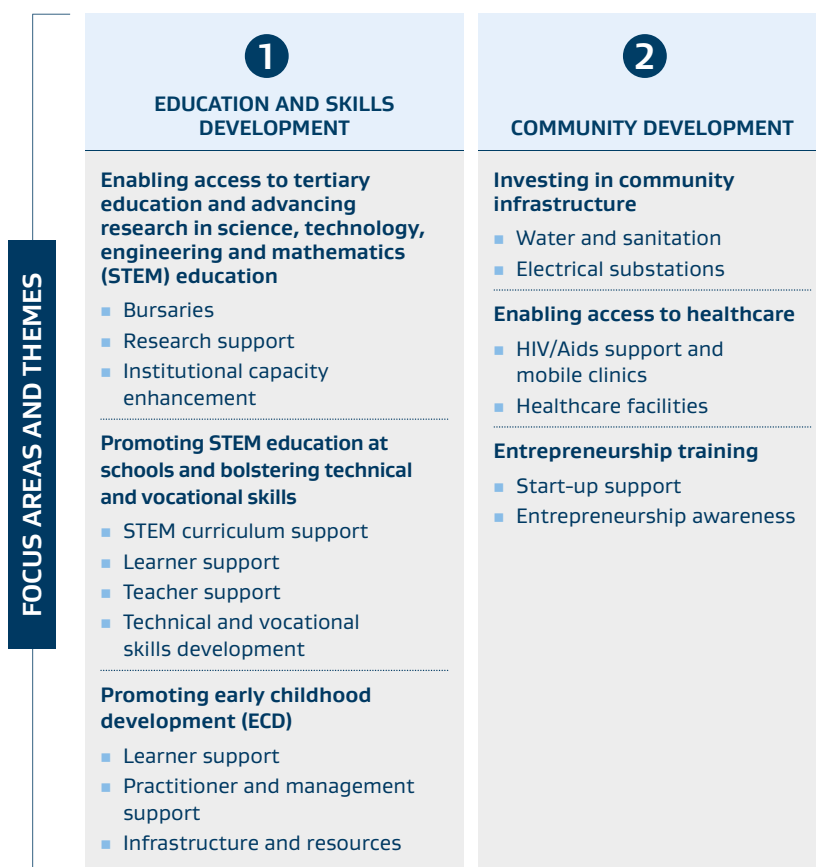 FOCUS AREAS AND THEMES
1
EDUCATION AND SKILLS
DEVELOPMENT
Enabling access to tertiary
education and advancing
research in science, technology,
engineering and mathematics
(STEM) education
Bursaries
Research support
Institutional capacity
enhancement
Promoting STEM education at
schools and bolstering technical
and vocational skills
STEM curriculum support
Learner support
Teacher support
Technical and vocational
skills development
Promoting early childhood
development (ECD)
Learner support
Practitioner and management
support
Infrastructure and resources
2
COMMUNITY DEVELOPMENT
Investing in community
infrastructure
Water and sanitation
Electrical substations
Enabling access to healthcare
HIV/Aids support and
mobile clinics
Healthcare facilities
Entrepreneurship training
Start-up support
Entrepreneurship awareness